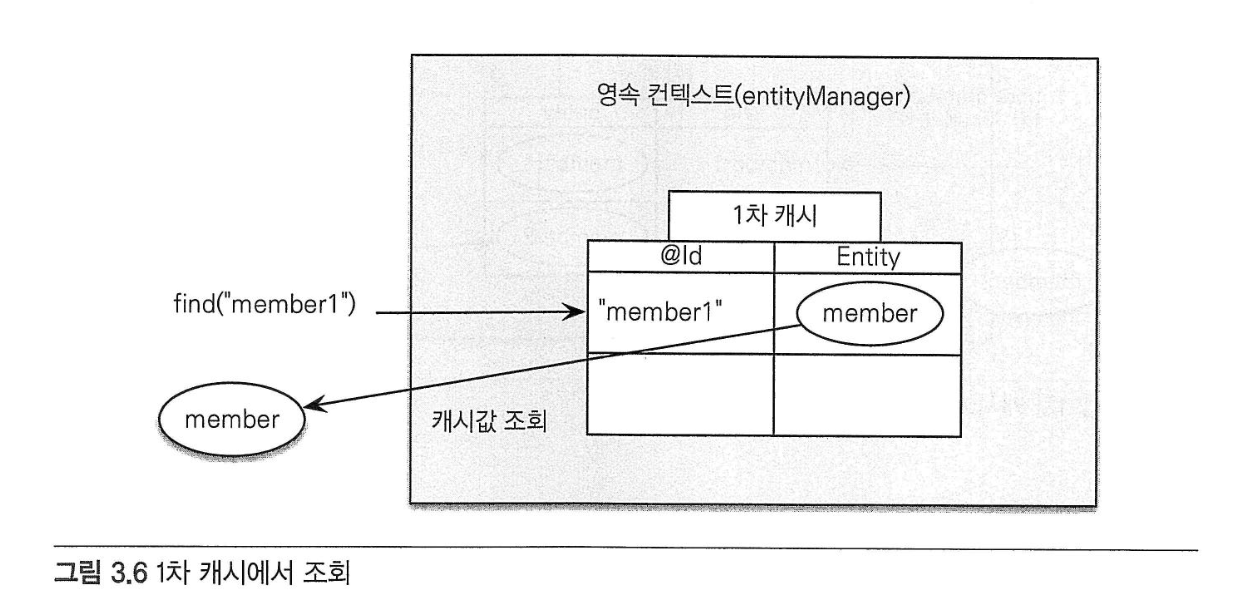 영속 컨텍스트(entityManager)
1차 캐시
@Id Entity
find("member1")
"member1" member
member
캐시값 조회
그림 3.6 1차 캐시에서 조회